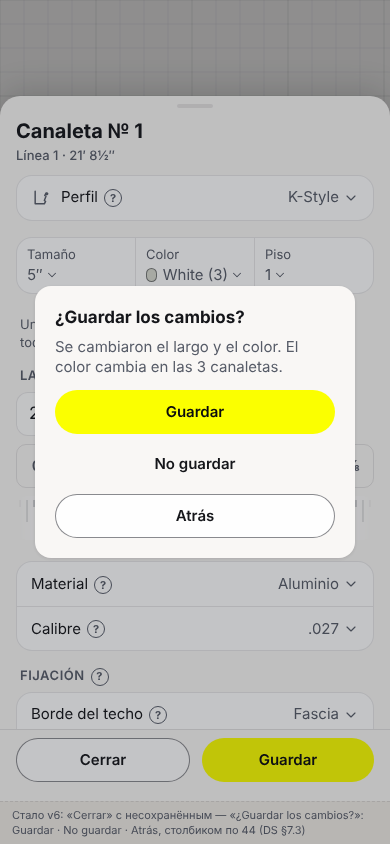 Canaleta № 1
Línea 1 · 21′ 8½″
Perfil ? K-Style
Tamaño Color Piso
5″ White (3) 1
¿Guardar los cambios?
Se cambiaron el largo y el color. El
color cambia en las 3 canaletas.
Guardar
No guardar
Atrás
Material ? Aluminio
Calibre ? .027
FIJACIÓN ?
Borde del techo ? Fascia
Cerrar Guardar
Стало v6: «Cerrar» с несохранённым — «¿Guardar los cambios?»:
Guardar · No guardar · Atrás, столбиком по 44 (DS §7.3)